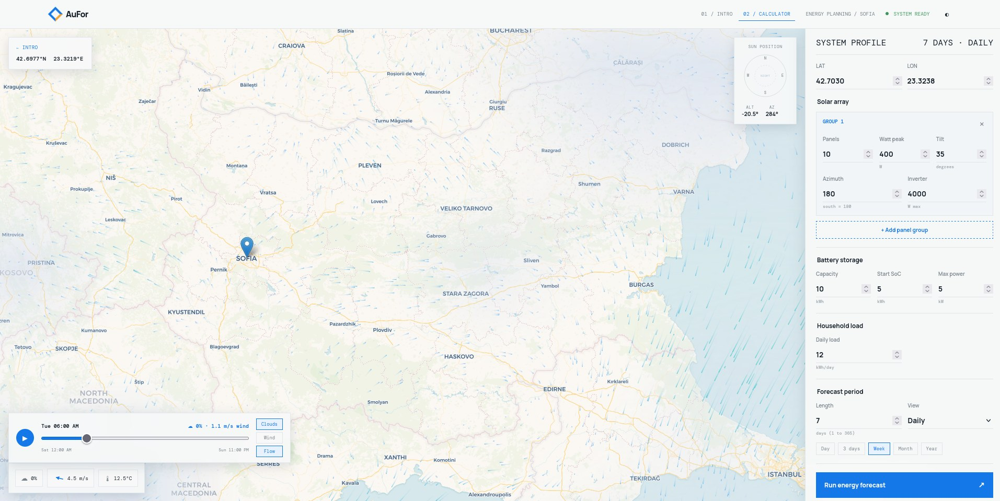 AuFor
01 / INTRO
02 / CALCULATOR
ENERGY PLANNING / SOFIA
SYSTEM READY
← INTRO
42.6977°N 23.3219°E
SUN POSITION
N
W
NIGHT
E
S
ALT AZ
-20.5° 284°
Slatina
BUCHAREST
CRAIOVA
CĂLĂRAȘI
Roșiorii de Vede
Kragujevac
Băilești
Vidin
Alexandria
Zaječar
Giurgiu
RUSE
Turnu Măgurele
Kruševac
DOBRICH
Razgrad
Montana
PLEVEN
NIŠ
Shumen
Prokuplje
Vratsa
VARNA
Pirot
Lovech
VELIKO TARNOVO
Leskovac
Mitrovica
Gabrovo
SOFIA
Sliven
PRISTINA
Pernik
KOSOVO
BURGAS
Yambol
STARA ZAGORA
KYUSTENDIL
zren
Pazardzhik
Plovdiv
Kumanovo
Tetovo
SKOPJE
Blagoevgrad
HASKOVO
Štip
Kırklareli
EDIRNE
NORTH
MACEDONIA
Smolyan
Drama
XANTHI
Komotini
SERRES
ISTANBUL
TEKIRDAĞ
Kavala
CENTRAL
MACEDONIA
Alexandroupolis
Tue 06:00 AM
0% · 1.1 m/s wind
Sat 12:00 AM
Sun 11:00 PM
Clouds
Wind
Flow
0%
4.5 m/s
12.5°C
SYSTEM PROFILE
7 DAYS · DAILY
LAT LON
42.7030 23.3238
Solar array
GROUP 1
×
Panels Watt peak Tilt
10 400 35
W degrees
Azimuth Inverter
180 4000
south = 180 W max
+ Add panel group
Battery storage
Capacity Start SoC Max power
10 5 5
kWh kWh kW
Household load
Daily load
12
kWh/day
Forecast period
Length View
7 Daily
days (1 to 365)
Day 3 days Week Month Year
Run energy forecast ↗